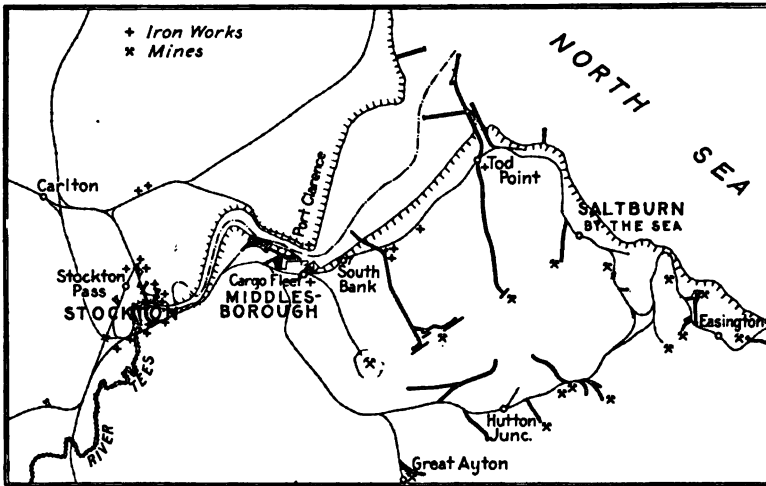 + Iron Works
⚒ Mines
NORTH SEA
Carlton
Port Clarence
Tod
Point
SALTBURN
BY THE SEA
Stockton
Pass
STOCKTON
Cargo Fleet
MIDDLES-
BOROUGH
South
Bank
Easington
RIVER TEES
Hutton
Junc.
Great Ayton